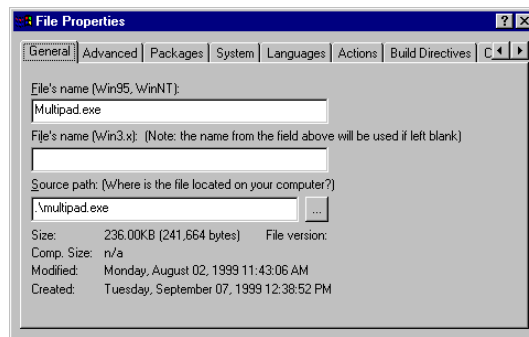 File Properties
General Advanced Packages System Languages Actions Build Directives C
File's name (Win95, WinNT):
Multipad.exe
File's name (Win3.x): (Note: the name from the field above will be used if left blank)
Source path: (Where is the file located on your computer?)
.\multipad.exe ...
Size: 236.00KB (241,664 bytes) File version:
Comp. Size: n/a
Modified: Monday, August 02, 1999 11:43:06 AM
Created: Tuesday, September 07, 1999 12:38:52 PM